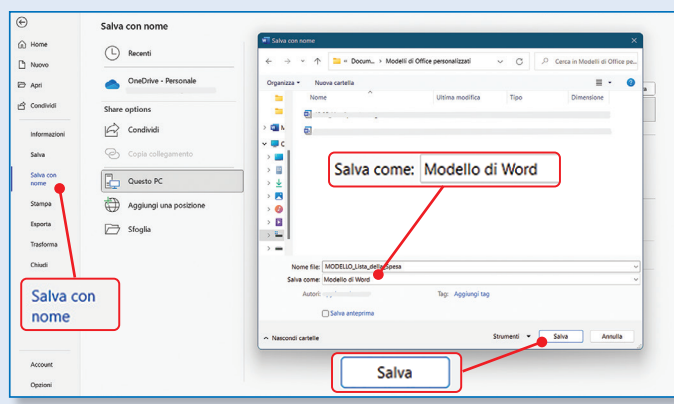 Salva con nome
Home
Nuovo
Apri
Condividi
Informazioni
Salva
Salva con
nome
Stampa
Esporta
Trasforma
Chiudi
Account
Opzioni
Recenti
OneDrive - Personale
Share options
Condividi
Copia collegamento
Questo PC
Aggiungi una posizione
Sfoglia
Salva con nome
Docum... › Modelli di Office personalizzati
Cerca in Modelli di Office pe...
Organizza
Nuova cartella
Nome
Ultima modifica
Tipo
Dimensione
Salva come: Modello di Word
Nome file: MODELLO_Lista_della_spesa
Salva come: Modello di Word
Autori:
Tag: Aggiungi tag
Salva anteprima
Nascondi cartelle
Strumenti
Salva
Annulla
Salva con
nome
Salva